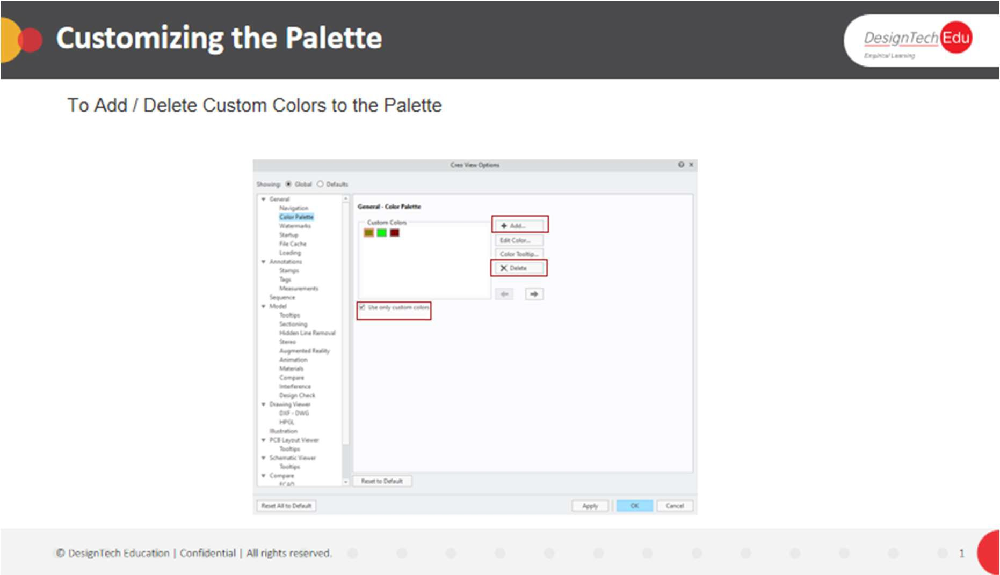 Customizing the Palette
DesignTech Edu
Empirical Learning
To Add / Delete Custom Colors to the Palette
Creo View Options
Showing: Global Defaults
General
Navigation
Color Palette
Watermarks
Startup
File Cache
Loading
Annotations
Stamps
Tags
Measurements
Sequence
Model
Tooltips
Sectioning
Hidden Line Removal
Stereo
Augmented Reality
Animation
Materials
Compare
Interference
Design Check
Drawing Viewer
DXF - DWG
HPGL
Illustration
PCB Layout Viewer
Tooltips
Schematic Viewer
Tooltips
Compare
ECAD
General - Color Palette
Custom Colors
Add...
Edit Color...
Color Tooltip...
Delete
Use only custom colors
Reset to Default
Reset All to Default
Apply
OK
Cancel
© DesignTech Education | Confidential | All rights reserved.
1